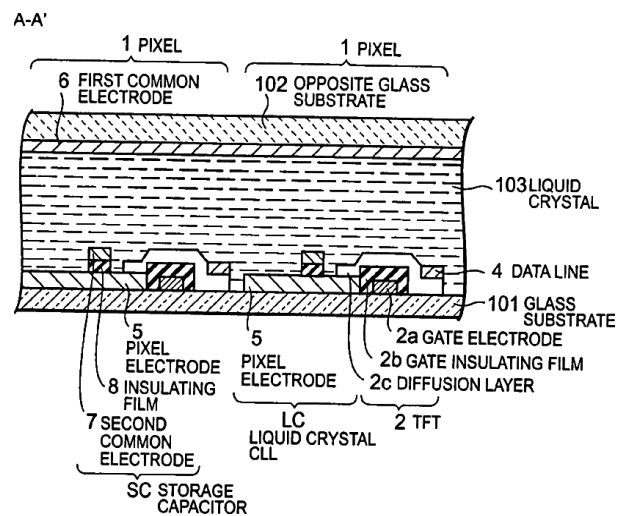 A-A'
1 PIXEL
1 PIXEL
6 FIRST COMMON
ELECTRODE
102 OPPOSITE GLASS
SUBSTRATE
103 LIQUID
CRYSTAL
4 DATA LINE
101 GLASS
SUBSTRATE
5
PIXEL
ELECTRODE
8 INSULATING
FILM
7 SECOND
COMMON
ELECTRODE
SC STORAGE
CAPACITOR
5
PIXEL
ELECTRODE
LC
LIQUID CRYSTAL
CLL
2a GATE ELECTRODE
2b GATE INSULATING FILM
2c DIFFUSION LAYER
2 TFT